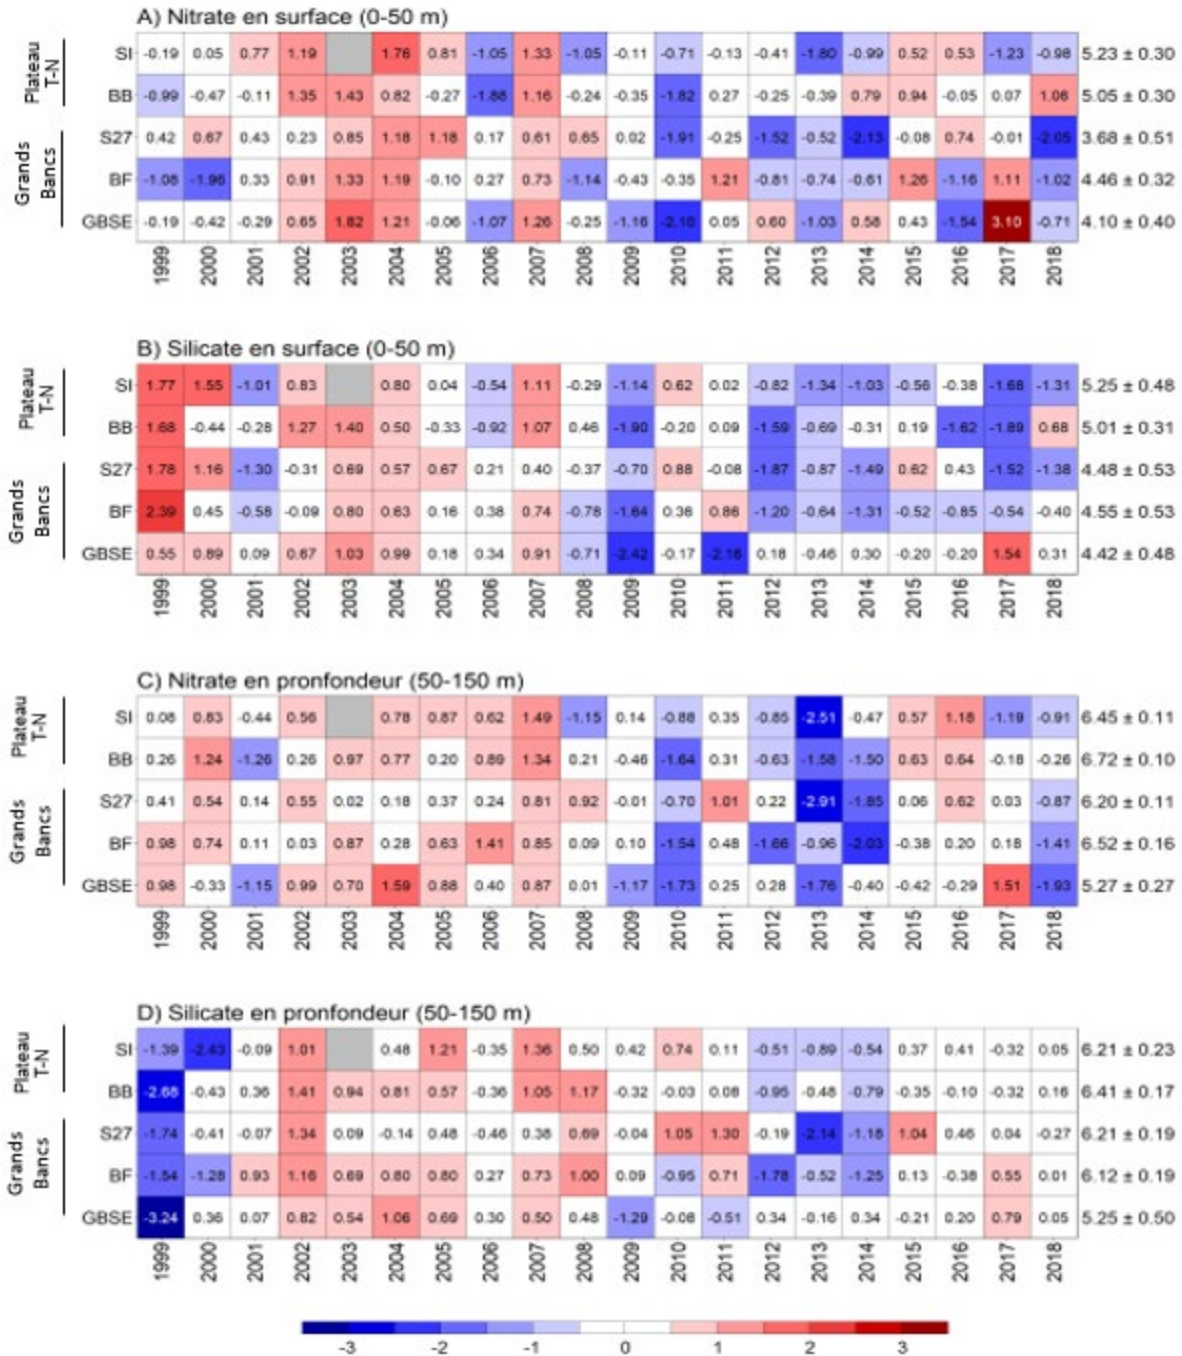 A) Nitrate en surface (0-50 m)
Plateau
T-N
Grands
Bancs
SI -0.19 0.05 0.77 1.19 1.76 0.81 -1.05 1.33 -1.05 -0.11 -0.71 -0.13 -0.41 -1.80 -0.99 0.52 0.53 -1.23 -0.98 5.23 ± 0.30
BB -0.99 -0.47 -0.11 1.35 1.43 0.82 -0.27 -1.88 1.16 -0.24 -0.35 -1.82 0.27 -0.25 -0.39 0.79 0.94 -0.05 0.07 1.06 5.05 ± 0.30
S27 0.42 0.67 0.43 0.23 0.85 1.18 1.18 0.17 0.61 0.65 0.02 -1.91 -0.25 -1.52 -0.52 -2.13 -0.08 0.74 -0.01 -2.05 3.68 ± 0.51
BF -1.08 -1.96 0.33 0.91 1.33 1.19 -0.10 0.27 0.73 -1.14 -0.43 -0.35 1.21 -0.81 -0.74 -0.61 1.26 -1.16 1.11 -1.02 4.46 ± 0.32
GBSE -0.19 -0.42 -0.29 0.65 1.82 1.21 -0.06 -1.07 1.26 -0.25 -1.16 -2.10 0.05 0.60 -1.03 0.58 0.43 -1.54 3.10 -0.71 4.10 ± 0.40
1999 2000 2001 2002 2003 2004 2005 2006 2007 2008 2009 2010 2011 2012 2013 2014 2015 2016 2017 2018
B) Silicate en surface (0-50 m)
Plateau
T-N
Grands
Bancs
SI 1.77 1.55 -1.01 0.83 0.80 0.04 -0.54 1.11 -0.29 -1.14 0.62 0.02 -0.82 -1.34 -1.03 -0.56 -0.38 -1.68 -1.31 5.25 ± 0.48
BB 1.68 -0.44 -0.28 1.27 1.40 0.50 -0.33 -0.92 1.07 0.46 -1.90 -0.20 0.09 -1.59 -0.69 -0.31 0.19 -1.62 -1.89 0.68 5.01 ± 0.31
S27 1.78 1.16 -1.30 -0.31 0.69 0.57 0.67 0.21 0.40 -0.37 -0.70 0.88 -0.08 -1.87 -0.87 -1.49 0.62 0.43 -1.52 -1.38 4.48 ± 0.53
BF 2.39 0.45 -0.58 -0.09 0.80 0.63 0.16 0.38 0.74 -0.78 -1.64 0.36 0.86 -1.20 -0.64 -1.31 -0.52 -0.85 -0.54 -0.40 4.55 ± 0.53
GBSE 0.55 0.89 0.09 0.67 1.03 0.99 0.18 0.34 0.91 -0.71 -2.42 -0.17 -2.16 0.18 -0.46 0.30 -0.20 -0.20 1.54 0.31 4.42 ± 0.48
1999 2000 2001 2002 2003 2004 2005 2006 2007 2008 2009 2010 2011 2012 2013 2014 2015 2016 2017 2018
C) Nitrate en pronfondeur (50-150 m)
Plateau
T-N
Grands
Bancs
SI 0.08 0.83 -0.44 0.56 0.78 0.87 0.62 1.49 -1.15 0.14 -0.88 0.35 -0.85 -2.51 -0.47 0.57 1.18 -1.19 -0.91 6.45 ± 0.11
BB 0.26 1.24 -1.26 0.26 0.97 0.77 0.20 0.89 1.34 0.21 -0.46 -1.64 0.31 -0.63 -1.58 -1.50 0.63 0.64 -0.18 -0.26 6.72 ± 0.10
S27 0.41 0.54 0.14 0.55 0.02 0.18 0.37 0.24 0.81 0.92 -0.01 -0.70 1.01 0.22 -2.91 -1.85 0.06 0.62 0.03 -0.87 6.20 ± 0.11
BF 0.98 0.74 0.11 0.03 0.87 0.28 0.63 1.41 0.85 0.09 0.10 -1.54 0.48 -1.66 -0.96 -2.03 -0.38 0.20 0.18 -1.41 6.52 ± 0.16
GBSE 0.98 -0.33 -1.15 0.99 0.70 1.59 0.88 0.40 0.87 0.01 -1.17 -1.73 0.25 0.28 -1.76 -0.40 -0.42 -0.29 1.51 -1.93 5.27 ± 0.27
1999 2000 2001 2002 2003 2004 2005 2006 2007 2008 2009 2010 2011 2012 2013 2014 2015 2016 2017 2018
D) Silicate en pronfondeur (50-150 m)
Plateau
T-N
Grands
Bancs
SI -1.39 -2.43 -0.09 1.01 0.48 1.21 -0.35 1.36 0.50 0.42 0.74 0.11 -0.51 -0.89 -0.54 0.37 0.41 -0.32 0.05 6.21 ± 0.23
BB -2.68 -0.43 0.36 1.41 0.94 0.81 0.57 -0.36 1.05 1.17 -0.32 -0.03 0.08 -0.95 -0.48 -0.79 -0.35 -0.10 -0.32 0.16 6.41 ± 0.17
S27 -1.74 -0.41 -0.07 1.34 0.09 -0.14 0.48 -0.46 0.38 0.69 -0.04 1.05 1.30 -0.19 -2.14 -1.18 1.04 0.46 0.04 -0.27 6.21 ± 0.19
BF -1.54 -1.28 0.93 1.16 0.69 0.80 0.80 0.27 0.73 1.00 0.09 -0.95 0.71 -1.78 -0.52 -1.25 0.13 -0.38 0.55 0.01 6.12 ± 0.19
GBSE -3.24 0.36 0.07 0.82 0.54 1.06 0.69 0.30 0.50 0.48 -1.29 -0.08 -0.51 0.34 -0.16 0.34 -0.21 0.20 0.79 0.05 5.25 ± 0.50
1999 2000 2001 2002 2003 2004 2005 2006 2007 2008 2009 2010 2011 2012 2013 2014 2015 2016 2017 2018
-3 -2 -1 0 1 2 3